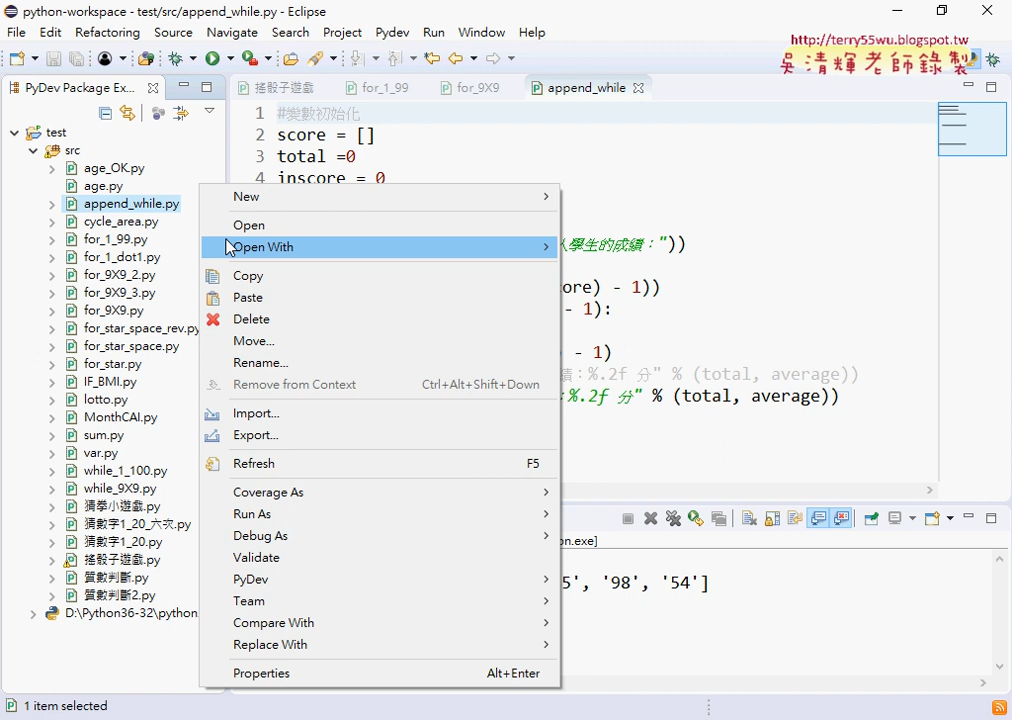 python-workspace - test/src/append_while.py - Eclipse
File Edit Refactoring Source Navigate Search Project Pydev Run Window Help
http://terry55wu.blogspot.tw
吳清輝老師錄製
PyDev Package Ex...
搖骰子遊戲 for_1_99 for_9X9 append_while
test
src
age_OK.py
age.py
append_while.py
cycle_area.py
for_1_99.py
for_1_dot1.py
for_9X9_2.py
for_9X9_3.py
for_9X9.py
for_star_space_rev.py
for_star_space.py
for_star.py
IF_BMI.py
lotto.py
MonthCAl.py
sum.py
var.py
while_1_100.py
while_9X9.py
猜拳小遊戲.py
猜數字1_20_六次.py
猜數字1_20.py
搖骰子遊戲.py
質數判斷.py
質數判斷2.py
D:\Python36-32\python.
1 #變數初始化
2 score = []
3 total =0
4 inscore = 0
學生的成績："))
ore) - 1))
- 1):
- 1)
績：%.2f 分" % (total, average))
：%.2f 分" % (total, average))
New
Open
Open With
Copy
Paste
Delete
Move...
Rename...
Remove from Context Ctrl+Alt+Shift+Down
Import...
Export...
Refresh F5
Coverage As
Run As
Debug As
Validate
PyDev
Team
Compare With
Replace With
Properties Alt+Enter
on.exe]
5', '98', '54']
1 item selected